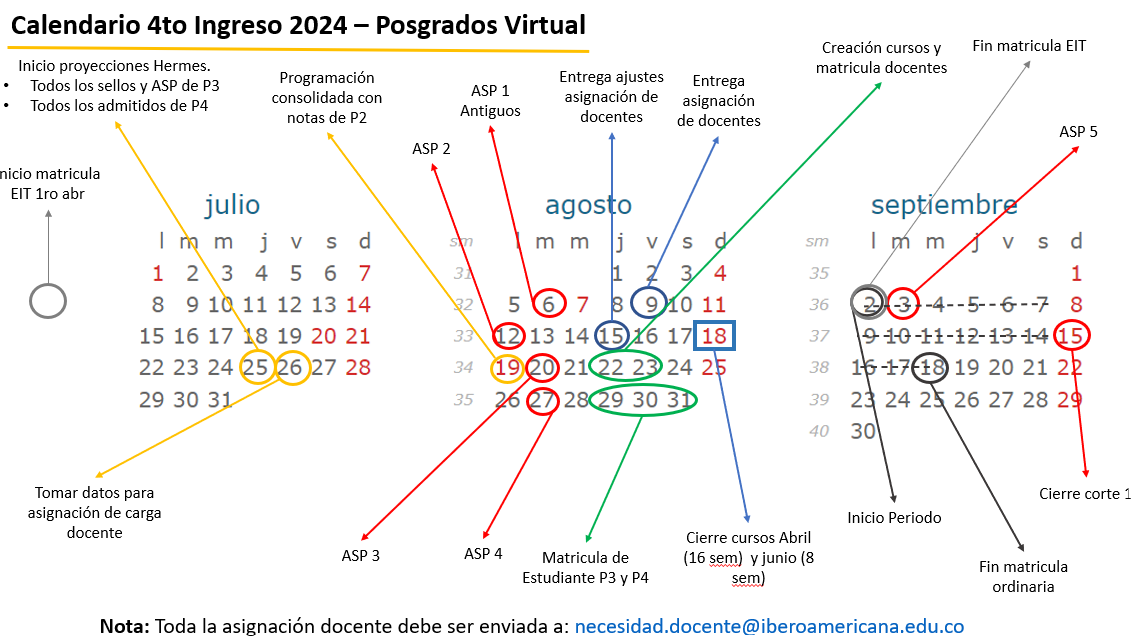 Calendario 4to Ingreso 2024 – Posgrados Virtual
Inicio proyecciones Hermes.
• Todos los sellos y ASP de P3
• Todos los admitidos de P4
Programación
consolidada con
notas de P2
ASP 1
Antiguos
ASP 2
Entrega ajustes
asignación de
docentes
Entrega
asignación
de docentes
Creación cursos y
matricula docentes
Fin matricula EIT
ASP 5
nicio matricula
EIT 1ro abr
julio
l m m j v s d
1 2 3 4 5 6 7
8 9 10 11 12 13 14
15 16 17 18 19 20 21
22 23 24 25 26 27 28
29 30 31
agosto
sm l m m j v s d
31 1 2 3 4
32 5 6 7 8 9 10 11
33 12 13 14 15 16 17 18
34 19 20 21 22 23 24 25
35 26 27 28 29 30 31
septiembre
sm l m m j v s d
35 1
36 2 3 4 5 6 7 8
37 9 10 11 12 13 14 15
38 16 17 18 19 20 21 22
39 23 24 25 26 27 28 29
40 30
Tomar datos para
asignación de carga
docente
ASP 3
ASP 4
Matricula de
Estudiante P3 y P4
Cierre cursos Abril
(16 sem) y junio (8
sem)
Inicio Periodo
Fin matricula
ordinaria
Cierre corte 1
Nota: Toda la asignación docente debe ser enviada a: necesidad.docente@iberoamericana.edu.co